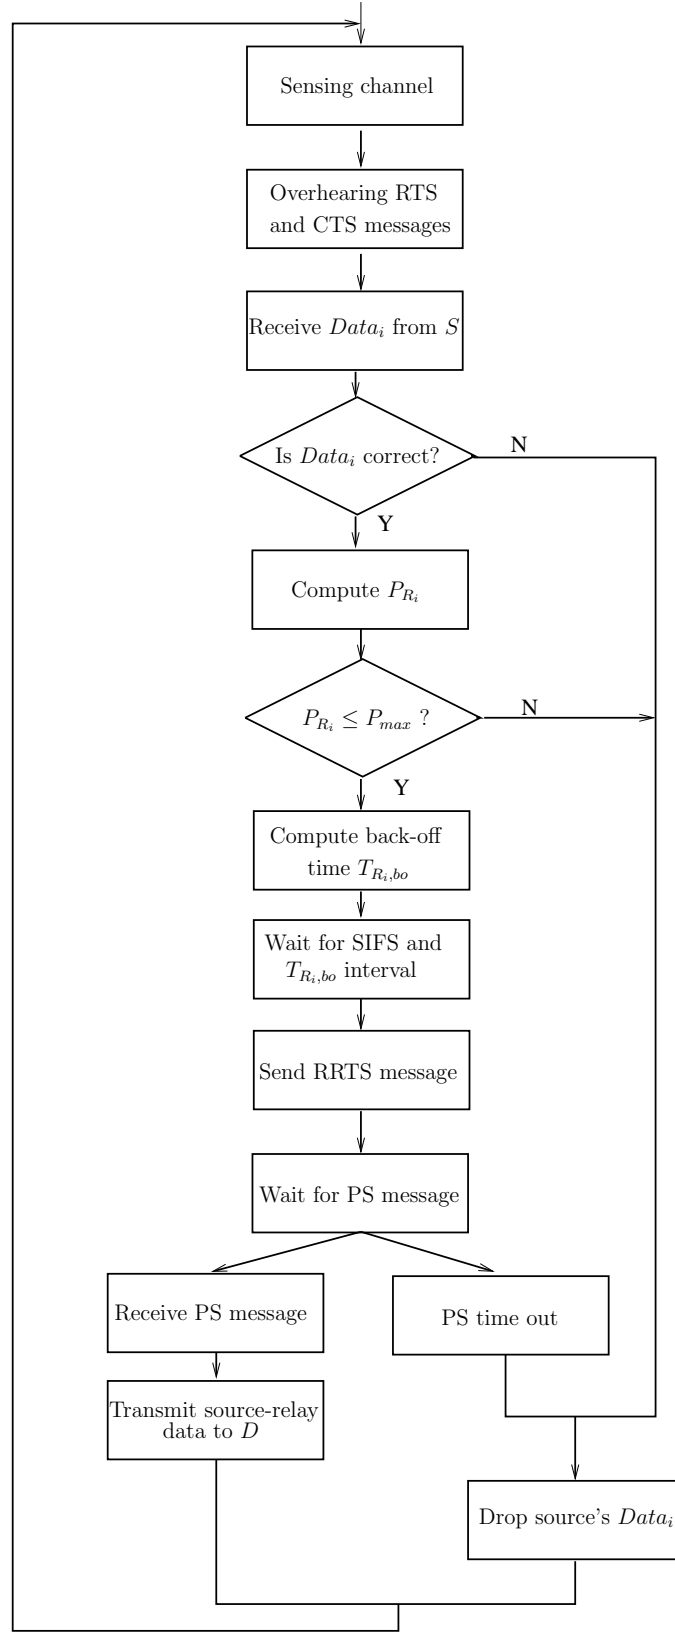 Sensing channel
Overhearing RTS
and CTS messages
Receive Data_i from S
Is Data_i correct?
N
Y
Compute P_{R_i}
P_{R_i} ≤ P_{max} ?
N
Y
Compute back-off
time T_{R_i,bo}
Wait for SIFS and
T_{R_i,bo} interval
Send RRTS message
Wait for PS message
Receive PS message
PS time out
Transmit source-relay
data to D
Drop source's Data_i